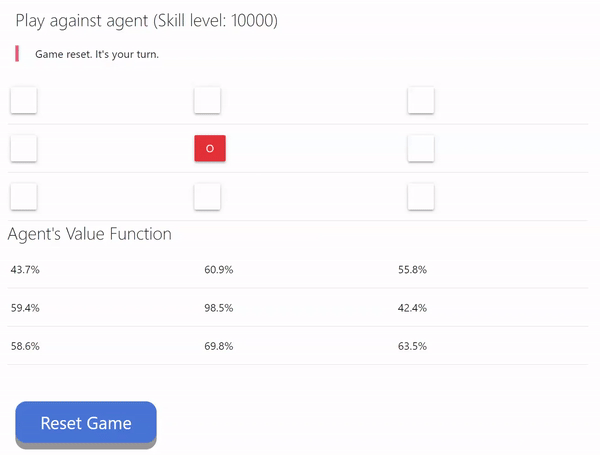 Play against agent (Skill level: 10000)
Game reset. It's your turn.
O
Agent's Value Function
43.7% 60.9% 55.8%
59.4% 98.5% 42.4%
58.6% 69.8% 63.5%
Reset Game